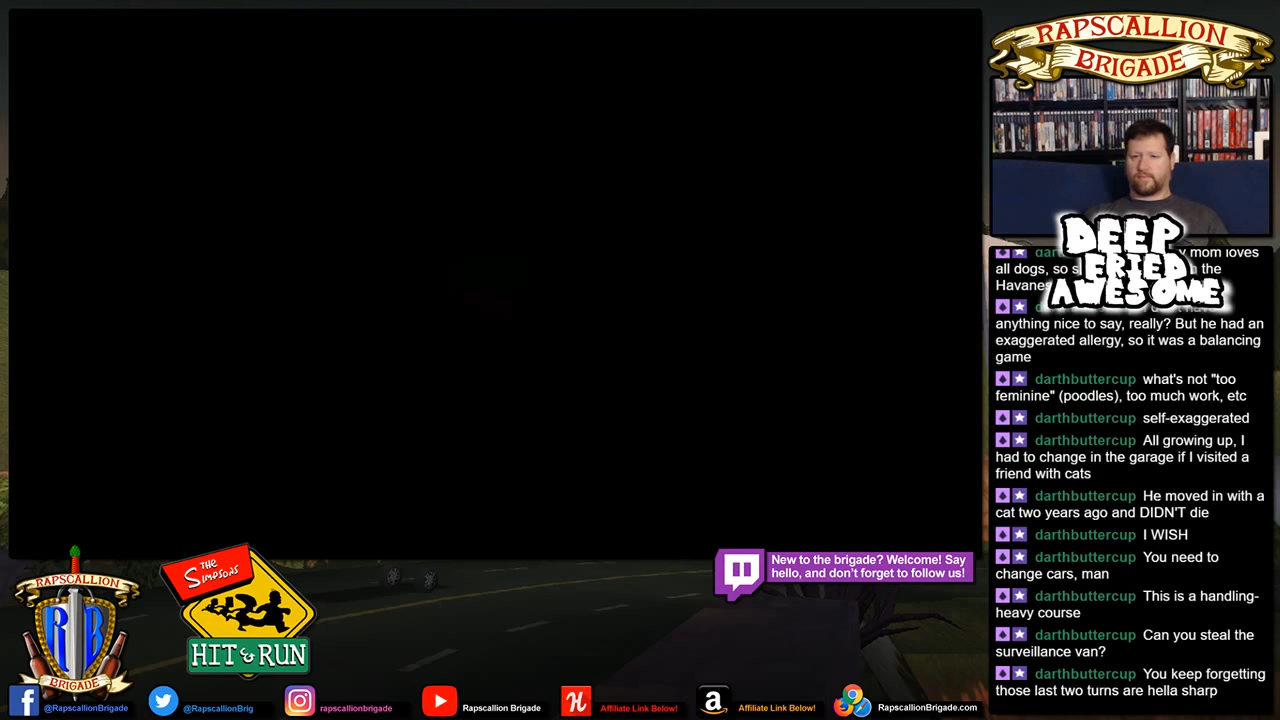 RAPSCALLION
BRIGADE
DEEP
FRIED
AWESOME
mom loves
all dogs, so the
Havanes
anything nice to say, really? But he had an
exaggerated allergy, so it was a balancing
game
darthbuttercup what's not "too
feminine" (poodles), too much work, etc
darthbuttercup self-exaggerated
darthbuttercup All growing up, I
had to change in the garage if I visited a
friend with cats
darthbuttercup He moved in with a
cat two years ago and DIDN'T die
darthbuttercup I WISH
darthbuttercup You need to
change cars, man
darthbuttercup This is a handling-
heavy course
darthbuttercup Can you steal the
surveillance van?
darthbuttercup You keep forgetting
those last two turns are hella sharp
New to the brigade? Welcome! Say
hello, and don't forget to follow us!
RAPSCALLION
R B
BRIGADE
THE
Simpsons
HIT & RUN
@RapscallionBrigade
@RapscallionBrig
rapscallionbrigade
Rapscallion Brigade
Affiliate Link Below!
Affiliate Link Below!
RapscallionBrigade.com